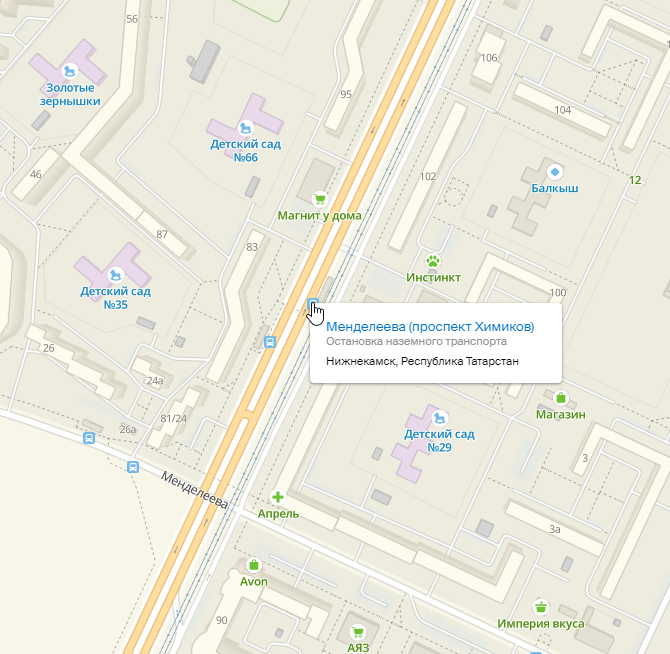 56
106
Золотые
зернышки
95
104
Детский сад
№66
46
102
Балкыш
12
Магнит у дома
87
83
Инстинкт
Детский сад
№35
100
Менделеева (проспект Химиков)
Остановка наземного транспорта
Нижнекамск, Республика Татарстан
26
24а
Магазин
81/24
26а
Детский сад
№29
3
Менделеева
Апрель
3а
Avon
90
Империя вкуса
АЯЗ